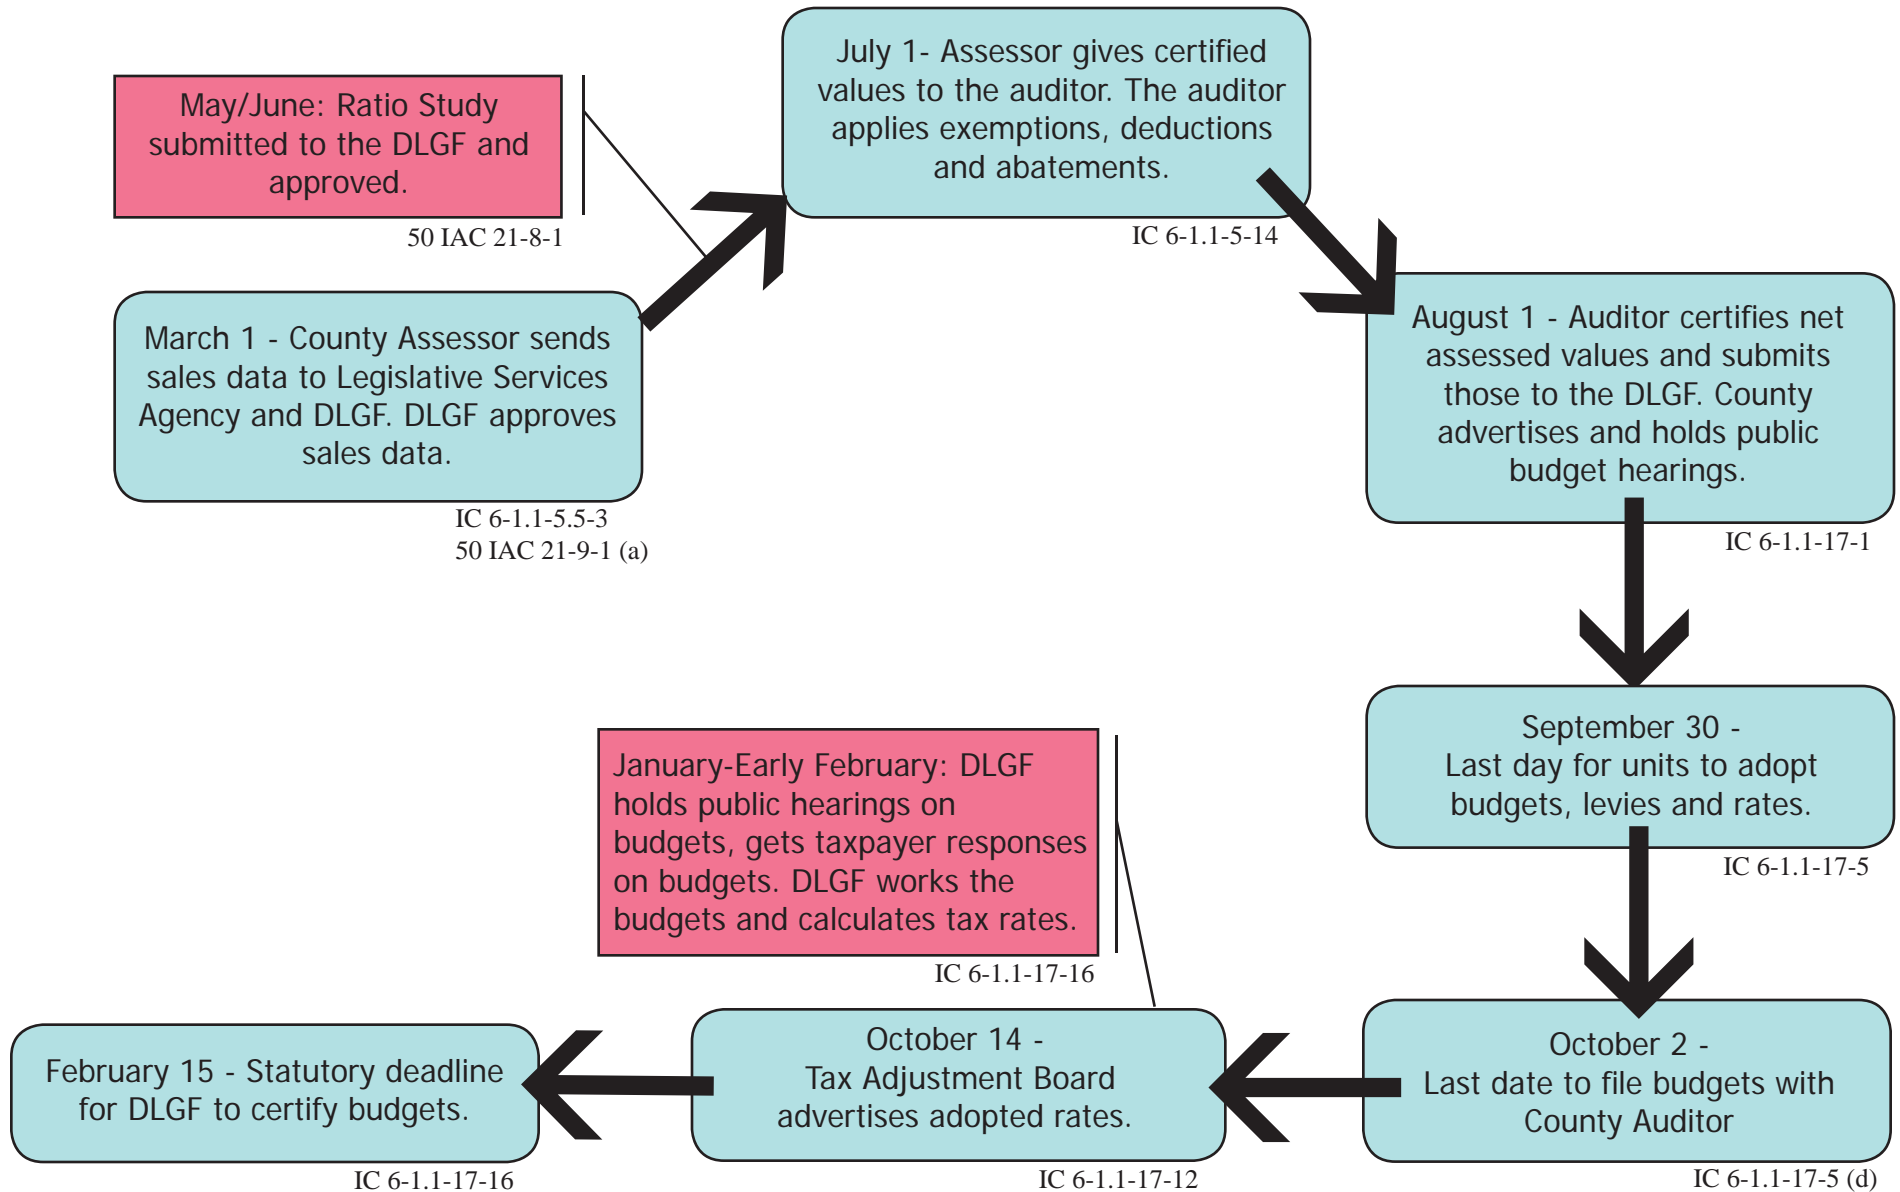 May/June: Ratio Study
submitted to the DLGF and
approved.
50 IAC 21-8-1
March 1 - County Assessor sends
sales data to Legislative Services
Agency and DLGF. DLGF approves
sales data.
IC 6-1.1-5.5-3
50 IAC 21-9-1 (a)
July 1- Assessor gives certified
values to the auditor. The auditor
applies exemptions, deductions
and abatements.
IC 6-1.1-5-14
August 1 - Auditor certifies net
assessed values and submits
those to the DLGF. County
advertises and holds public
budget hearings.
IC 6-1.1-17-1
September 30 -
Last day for units to adopt
budgets, levies and rates.
IC 6-1.1-17-5
October 2 -
Last date to file budgets with
County Auditor
IC 6-1.1-17-5 (d)
January-Early February: DLGF
holds public hearings on
budgets, gets taxpayer responses
on budgets. DLGF works the
budgets and calculates tax rates.
IC 6-1.1-17-16
October 14 -
Tax Adjustment Board
advertises adopted rates.
IC 6-1.1-17-12
February 15 - Statutory deadline
for DLGF to certify budgets.
IC 6-1.1-17-16